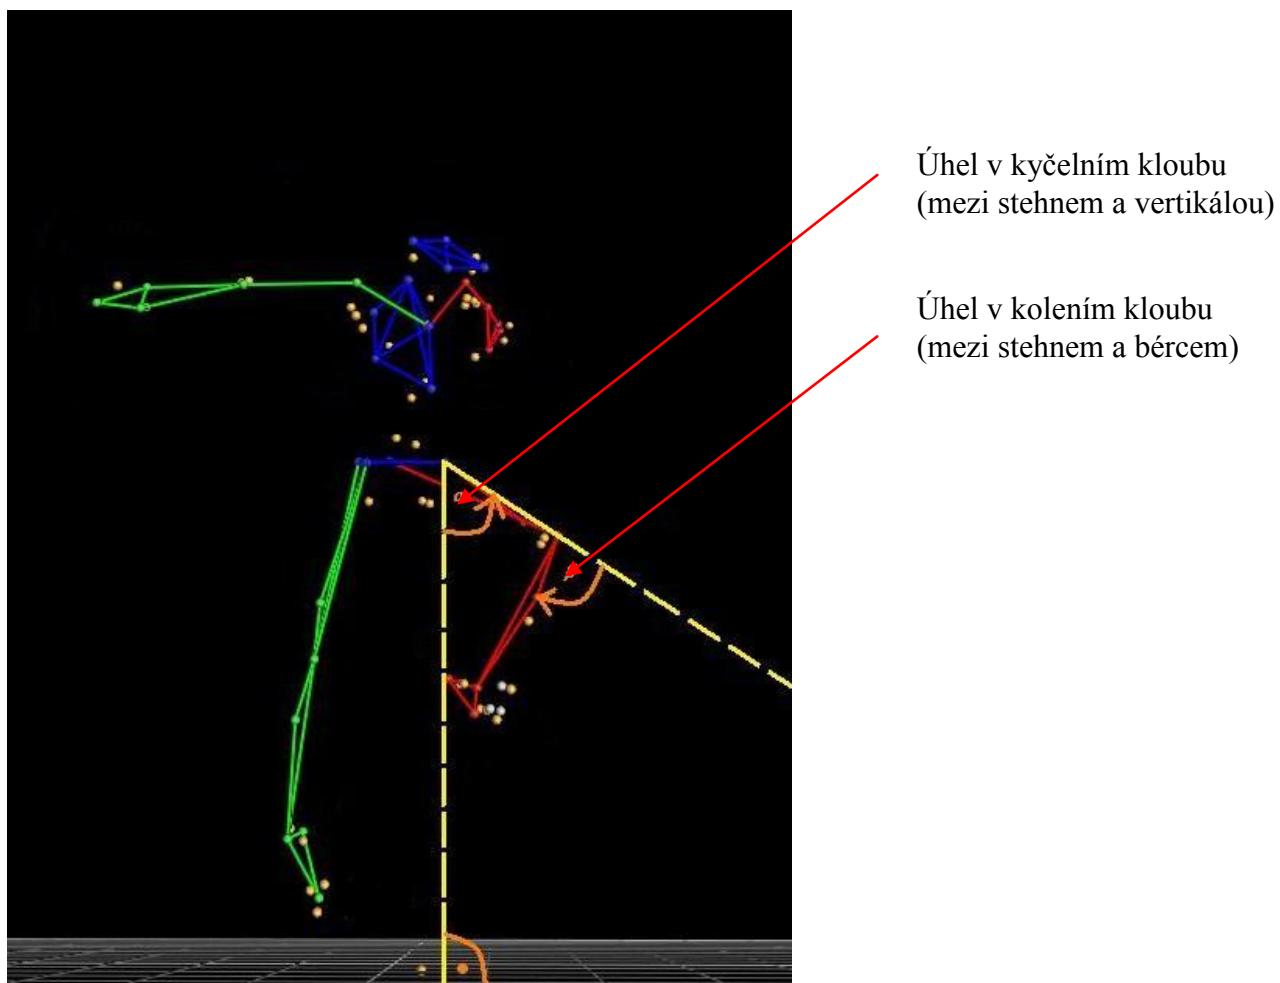 Úhel v kyčelním kloubu
(mezi stehnem a vertikálou)
Úhel v kolením kloubu
(mezi stehnem a bércem)